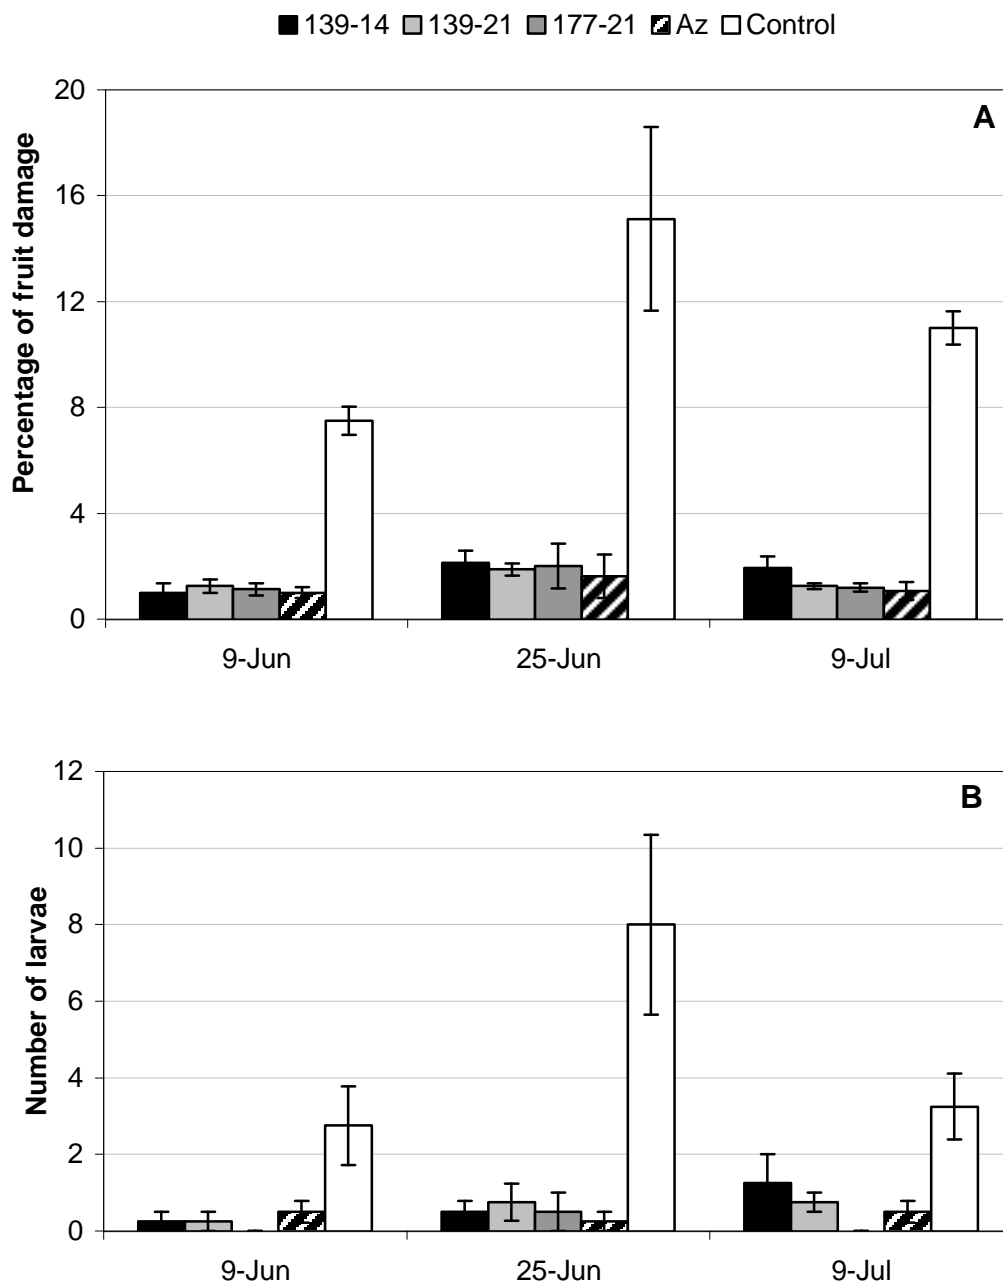 139-14 139-21 177-21 Az Control
A
Percentage of fruit damage
20
16
12
8
4
0
9-Jun 25-Jun 9-Jul
B
Number of larvae
12
10
8
6
4
2
0
9-Jun 25-Jun 9-Jul